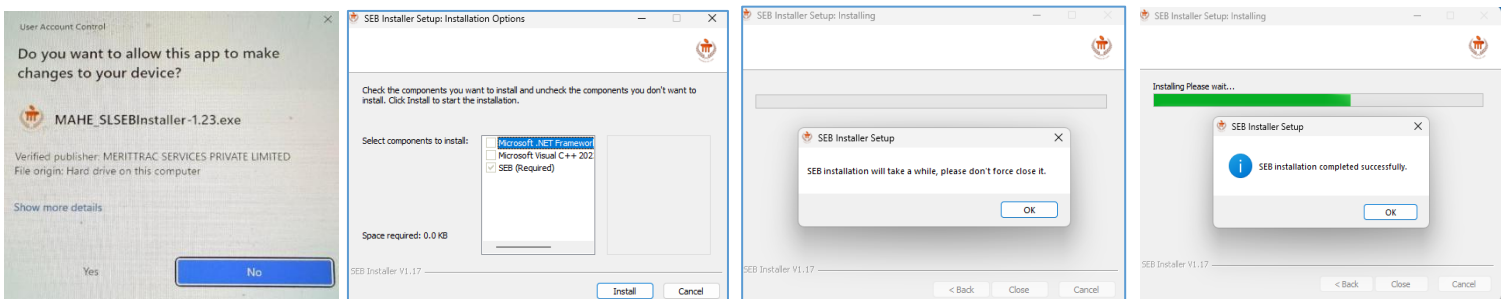 User Account Control
Do you want to allow this app to make
changes to your device?
MAHE_SLSEBInstaller-1.23.exe
Verified publisher: MERITTRAC SERVICES PRIVATE LIMITED
File origin: Hard drive on this computer
Show more details
Yes
No
SEB Installer Setup: Installation Options
Check the components you want to install and uncheck the components you don't want to
install. Click Install to start the installation.
Select components to install:
Microsoft .NET Framework
Microsoft Visual C++ 202
SEB (Required)
Space required: 0.0 KB
SEB Installer V1.17
Install
Cancel
SEB Installer Setup: Installing
SEB Installer Setup
SEB installation will take a while, please don't force close it.
OK
SEB Installer V1.17
< Back
Close
Cancel
SEB Installer Setup: Installing
Installing Please wait...
SEB Installer Setup
SEB installation completed successfully.
OK
SEB Installer V1.17
< Back
Close
Cancel